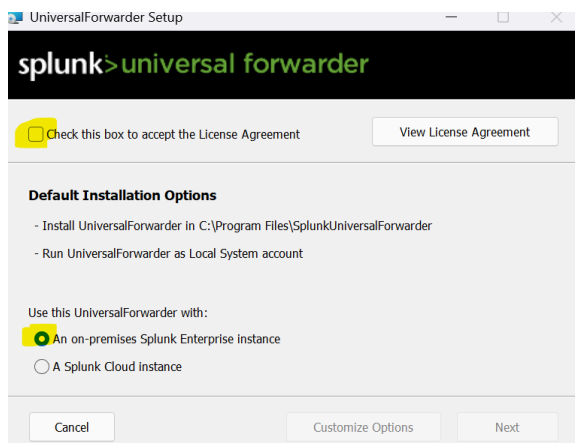 UniversalForwarder Setup
splunk>universal forwarder
Check this box to accept the License Agreement
View License Agreement
Default Installation Options
- Install UniversalForwarder in C:\Program Files\SplunkUniversalForwarder
- Run UniversalForwarder as Local System account
Use this UniversalForwarder with:
An on-premises Splunk Enterprise instance
A Splunk Cloud instance
Cancel
Customize Options
Next